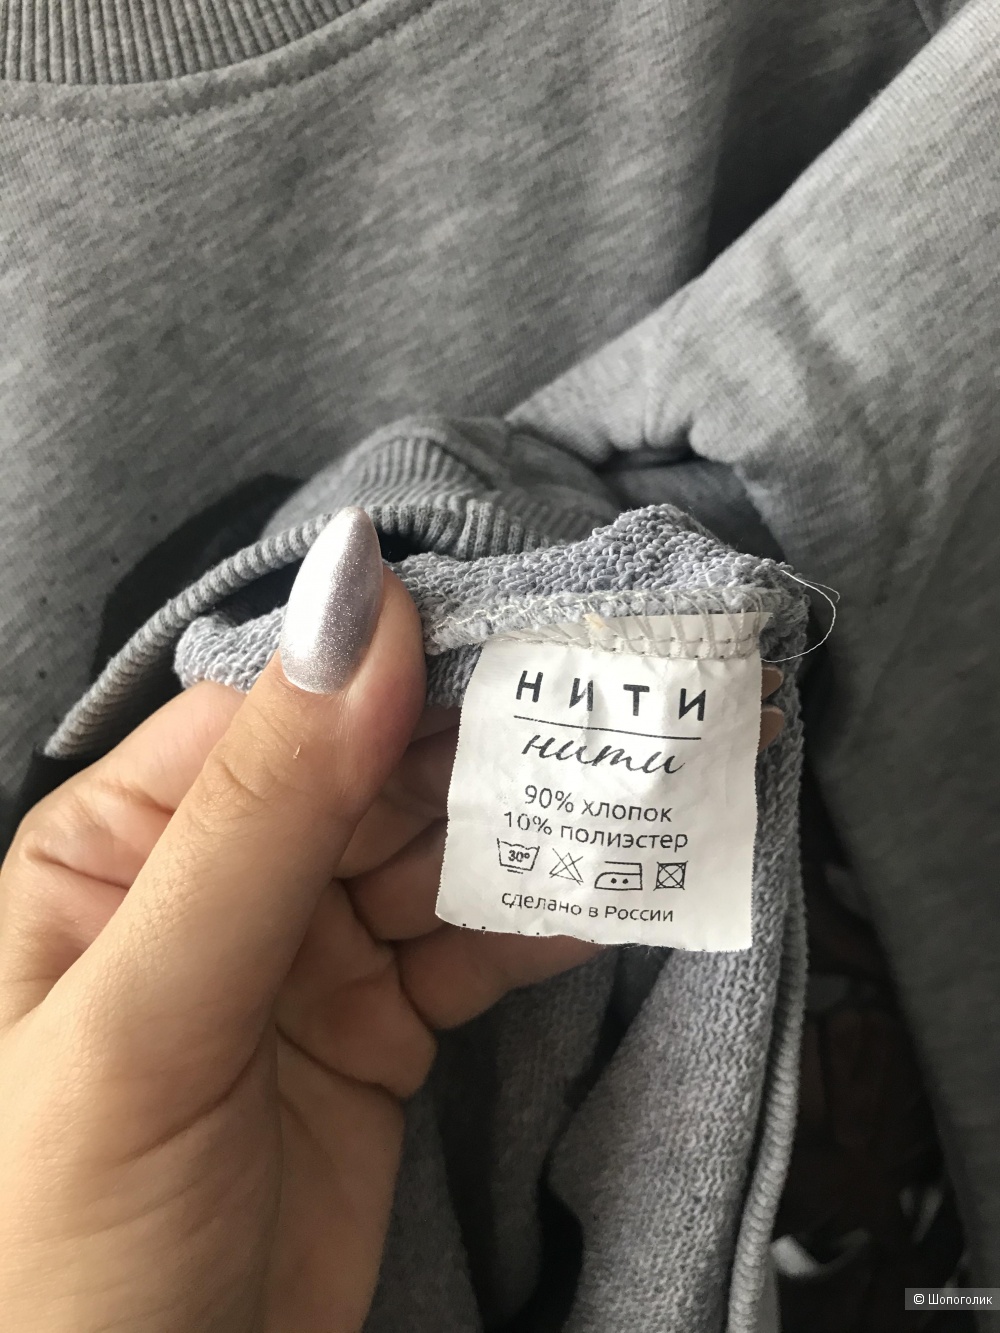 НИТИ
нити
90% хлопок
10% полиэстер
30°
сделано в России
© Шопоголик